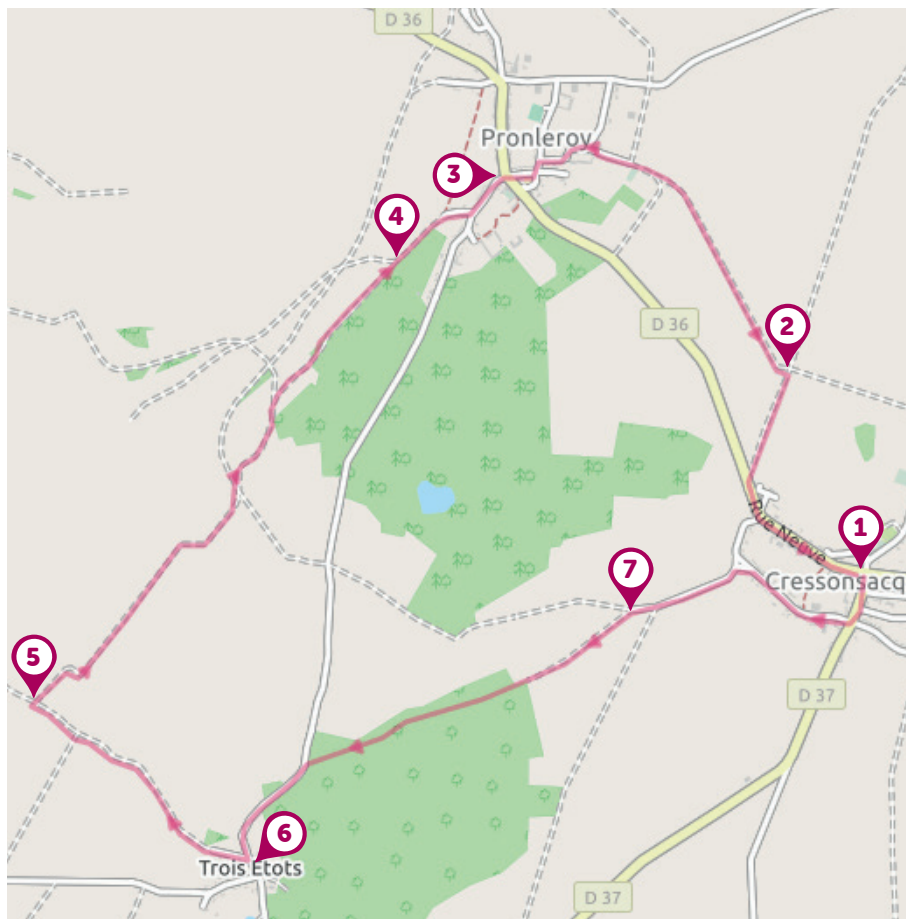 D 36
Pronleroy
3
4
D 36
2
Rue Neuve
1
Cressonsacq
7
5
D 37
6
Trois Etots
D 37